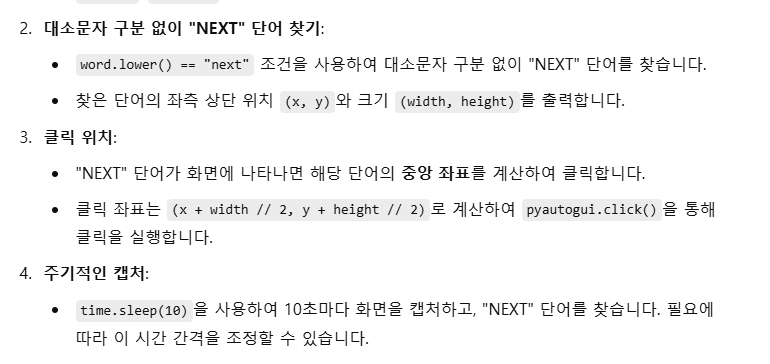 2. 대소문자 구분 없이 "NEXT" 단어 찾기:
• word.lower() == "next" 조건을 사용하여 대소문자 구분 없이 "NEXT" 단어를 찾습니다.
• 찾은 단어의 좌측 상단 위치 (x, y)와 크기 (width, height)를 출력합니다.
3. 클릭 위치:
• "NEXT" 단어가 화면에 나타나면 해당 단어의 중앙 좌표를 계산하여 클릭합니다.
• 클릭 좌표는 (x + width // 2, y + height // 2)로 계산하여 pyautogui.click()을 통해
클릭을 실행합니다.
4. 주기적인 캡처:
• time.sleep(10)을 사용하여 10초마다 화면을 캡처하고, "NEXT" 단어를 찾습니다. 필요에
따라 이 시간 간격을 조정할 수 있습니다.